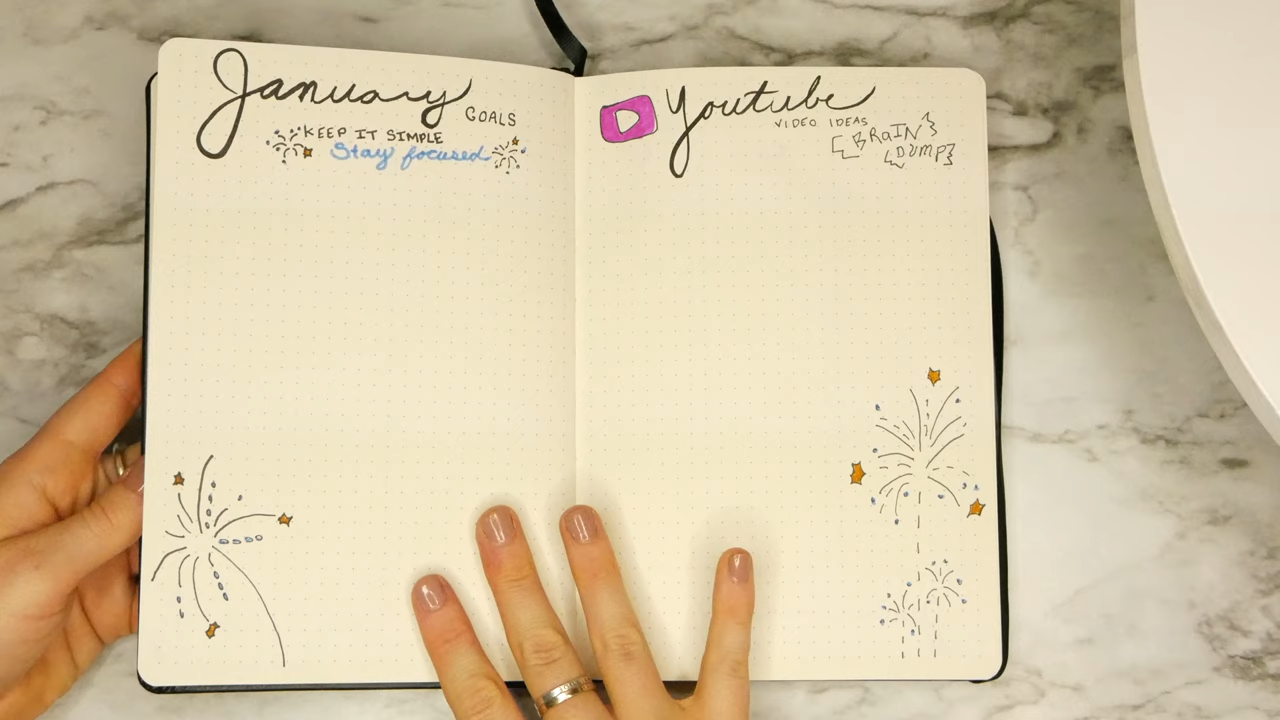 January
GOALS
KEEP IT SIMPLE
Stay focused
Youtube
VIDEO IDEAS
BRaIN
DUMP